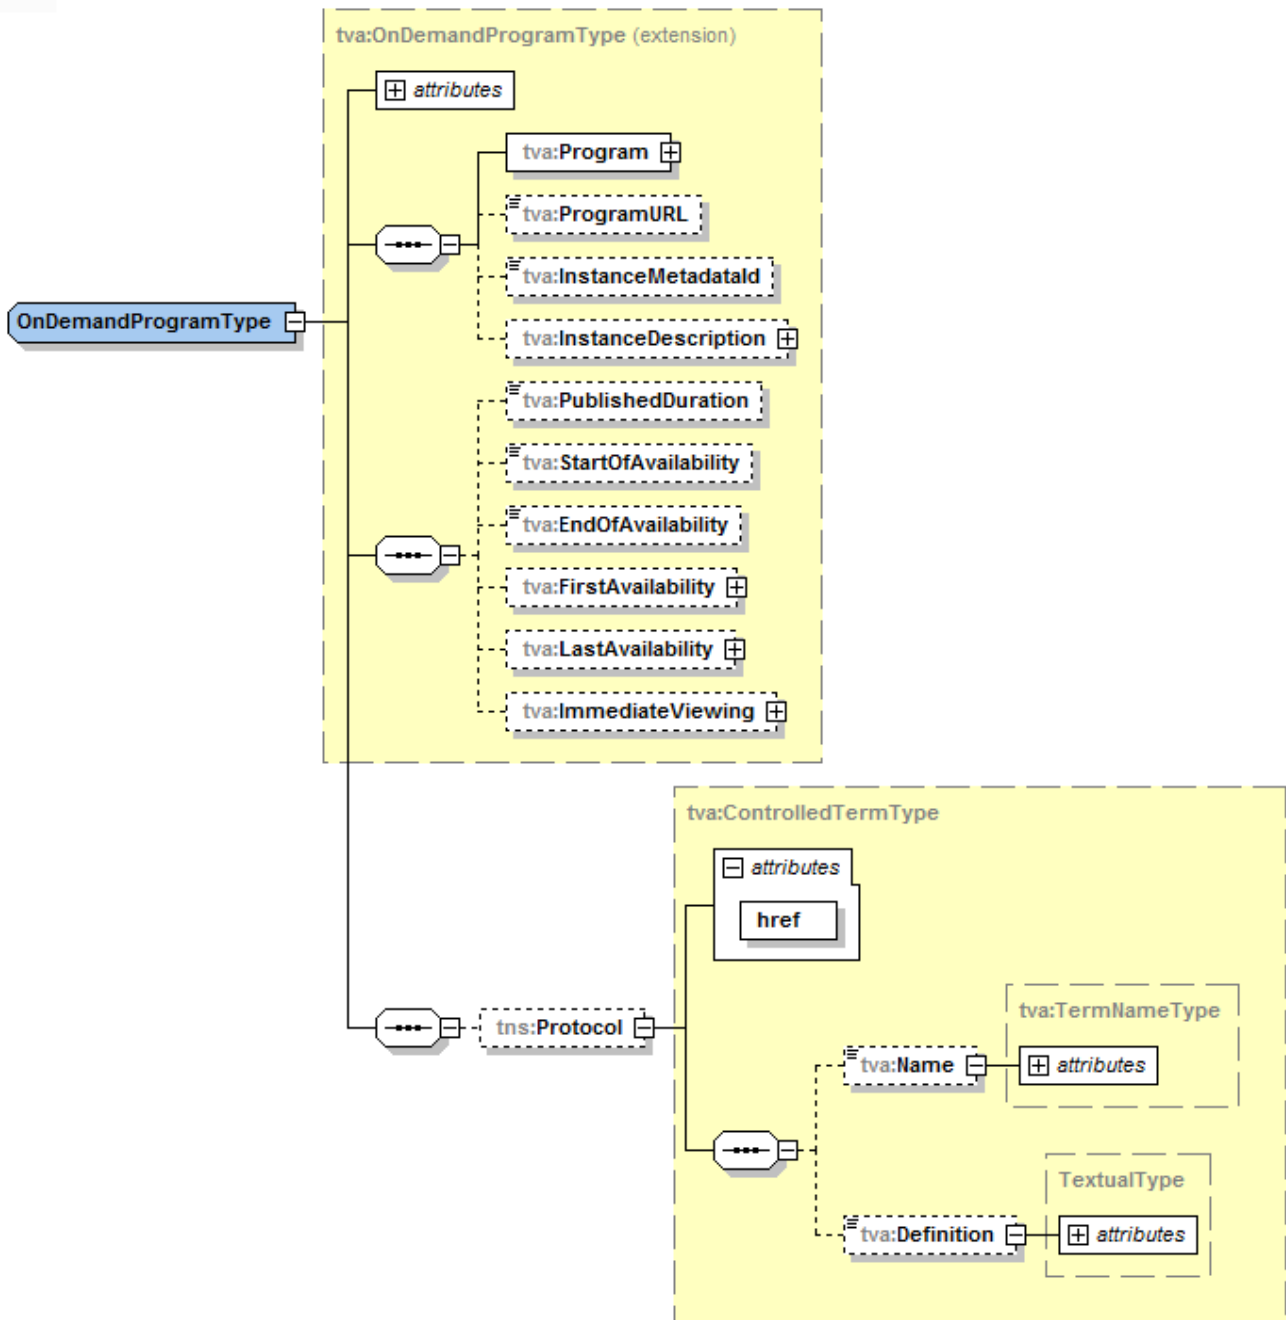 tva:OnDemandProgramType (extension)
attributes
tva:Program
tva:ProgramURL
tva:InstanceMetadataId
OnDemandProgramType
tva:InstanceDescription
tva:PublishedDuration
tva:StartOfAvailability
tva:EndOfAvailability
tva:FirstAvailability
tva:LastAvailability
tva:ImmediateViewing
tva:ControlledTermType
attributes
href
tns:Protocol
tva:TermNameType
tva:Name
attributes
TextualType
tva:Definition
attributes